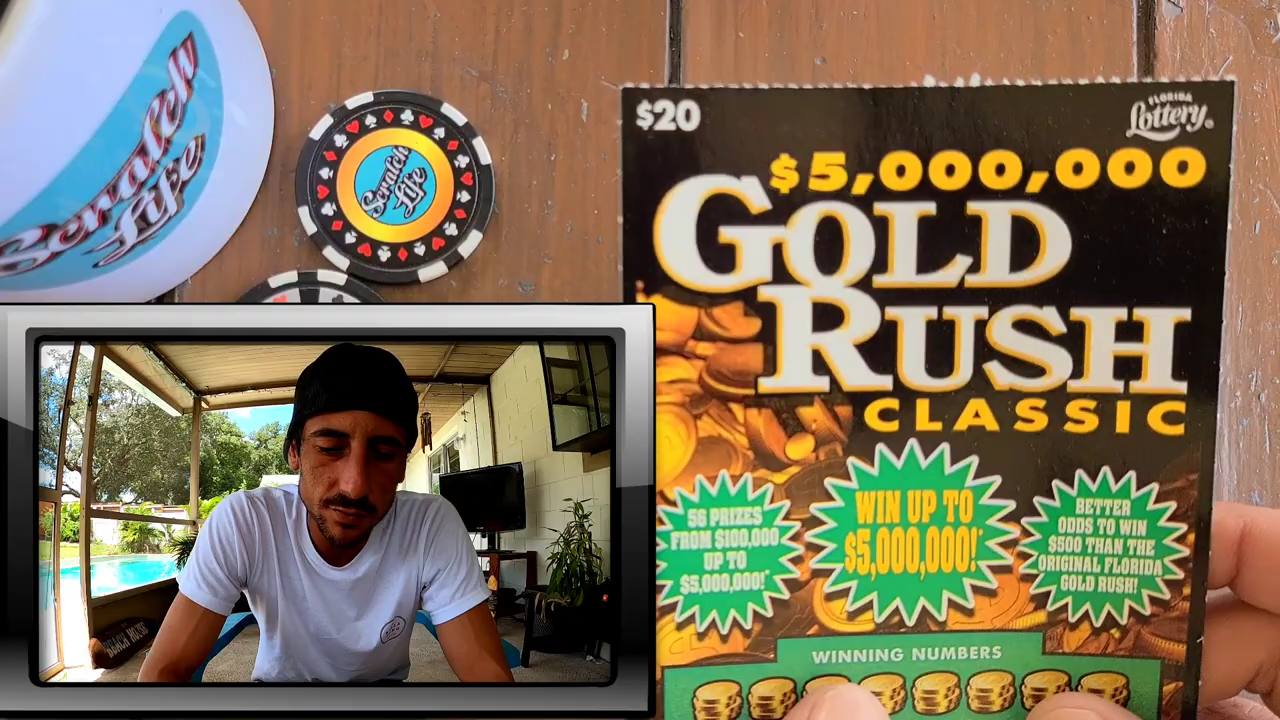 Scratch
Life
Scratch
Life
$20
FLORIDA
Lottery
$5,000,000
GOLD
RUSH
CLASSIC
56 PRIZES
FROM $100,000
UP TO
$5,000,000!*
WIN UP TO
$5,000,000!*
BETTER
ODDS TO WIN
$500 THAN THE
ORIGINAL FLORIDA
GOLD RUSH!
WINNING NUMBERS
BEACH HOUSE